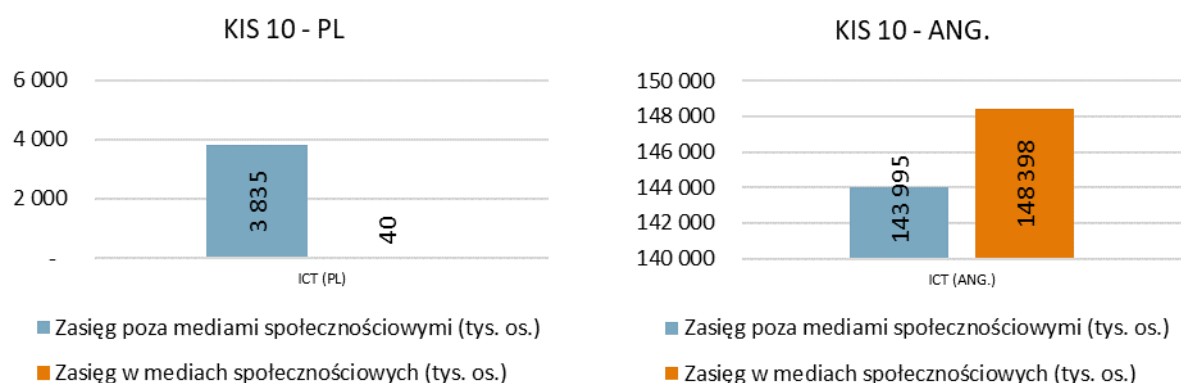 KIS 10 - PL
6 000
4 000
2 000
-
3 835
40
ICT (PL)
Zasięg poza mediami społecznościowymi (tys. os.)
Zasięg w mediach społecznościowych (tys. os.)
KIS 10 - ANG.
150 000
148 000
146 000
144 000
142 000
140 000
143 995
148 398
ICT (ANG.)
Zasięg poza mediami społecznościowymi (tys. os.)
Zasięg w mediach społecznościowych (tys. os.)